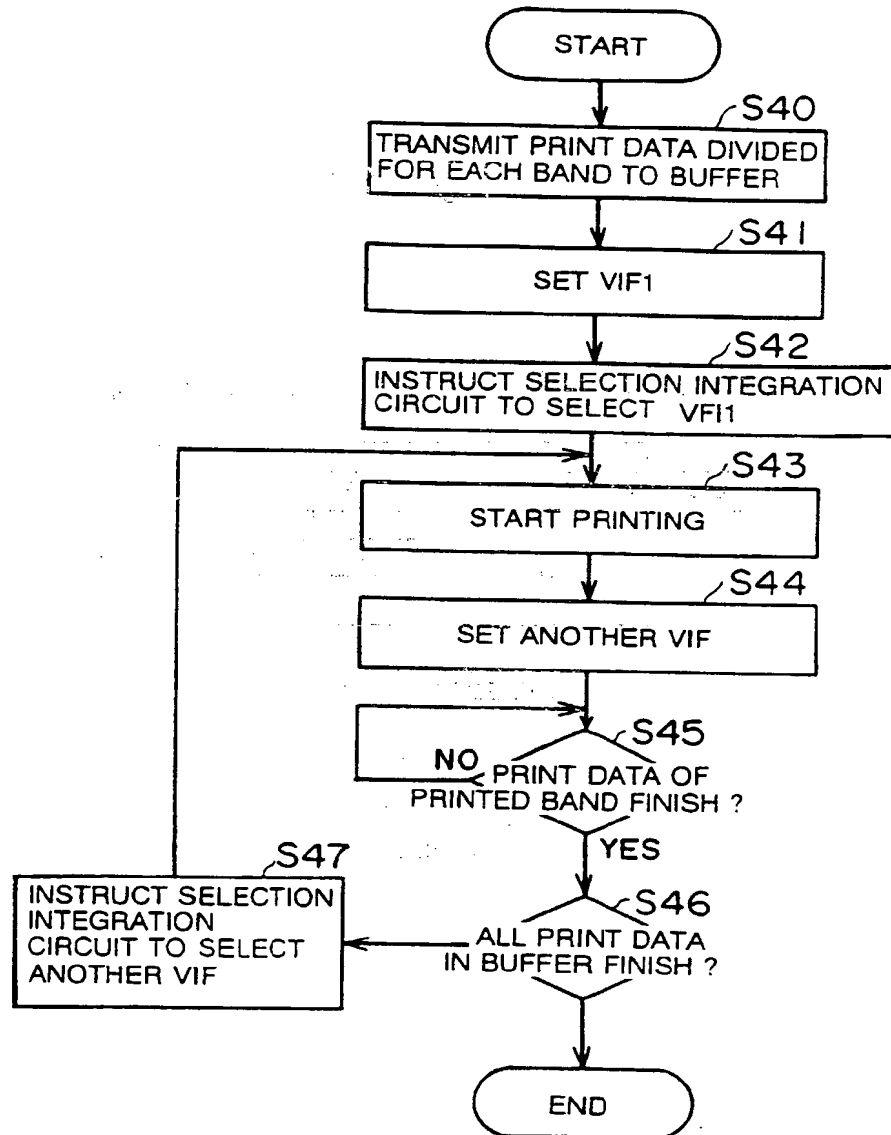 START
S40
TRANSMIT PRINT DATA DIVIDED
FOR EACH BAND TO BUFFER
S41
SET VIF1
S42
INSTRUCT SELECTION INTEGRATION
CIRCUIT TO SELECT VFI1
S43
START PRINTING
S44
SET ANOTHER VIF
S45
NO
PRINT DATA OF
PRINTED BAND FINISH ?
YES
S47
INSTRUCT SELECTION
INTEGRATION
CIRCUIT TO SELECT
ANOTHER VIF
S46
ALL PRINT DATA
IN BUFFER FINISH ?
END